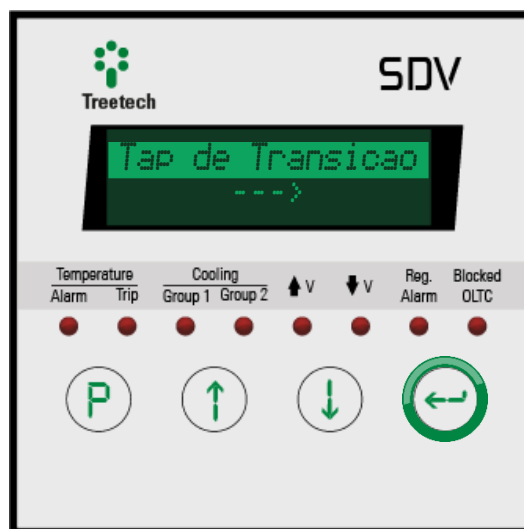 Treetech
SDV
Tap de Transicao
--->
Temperature
Cooling
Alarm Trip
Group 1 Group 2
V
V
Reg. Alarm
Blocked OLTC
P